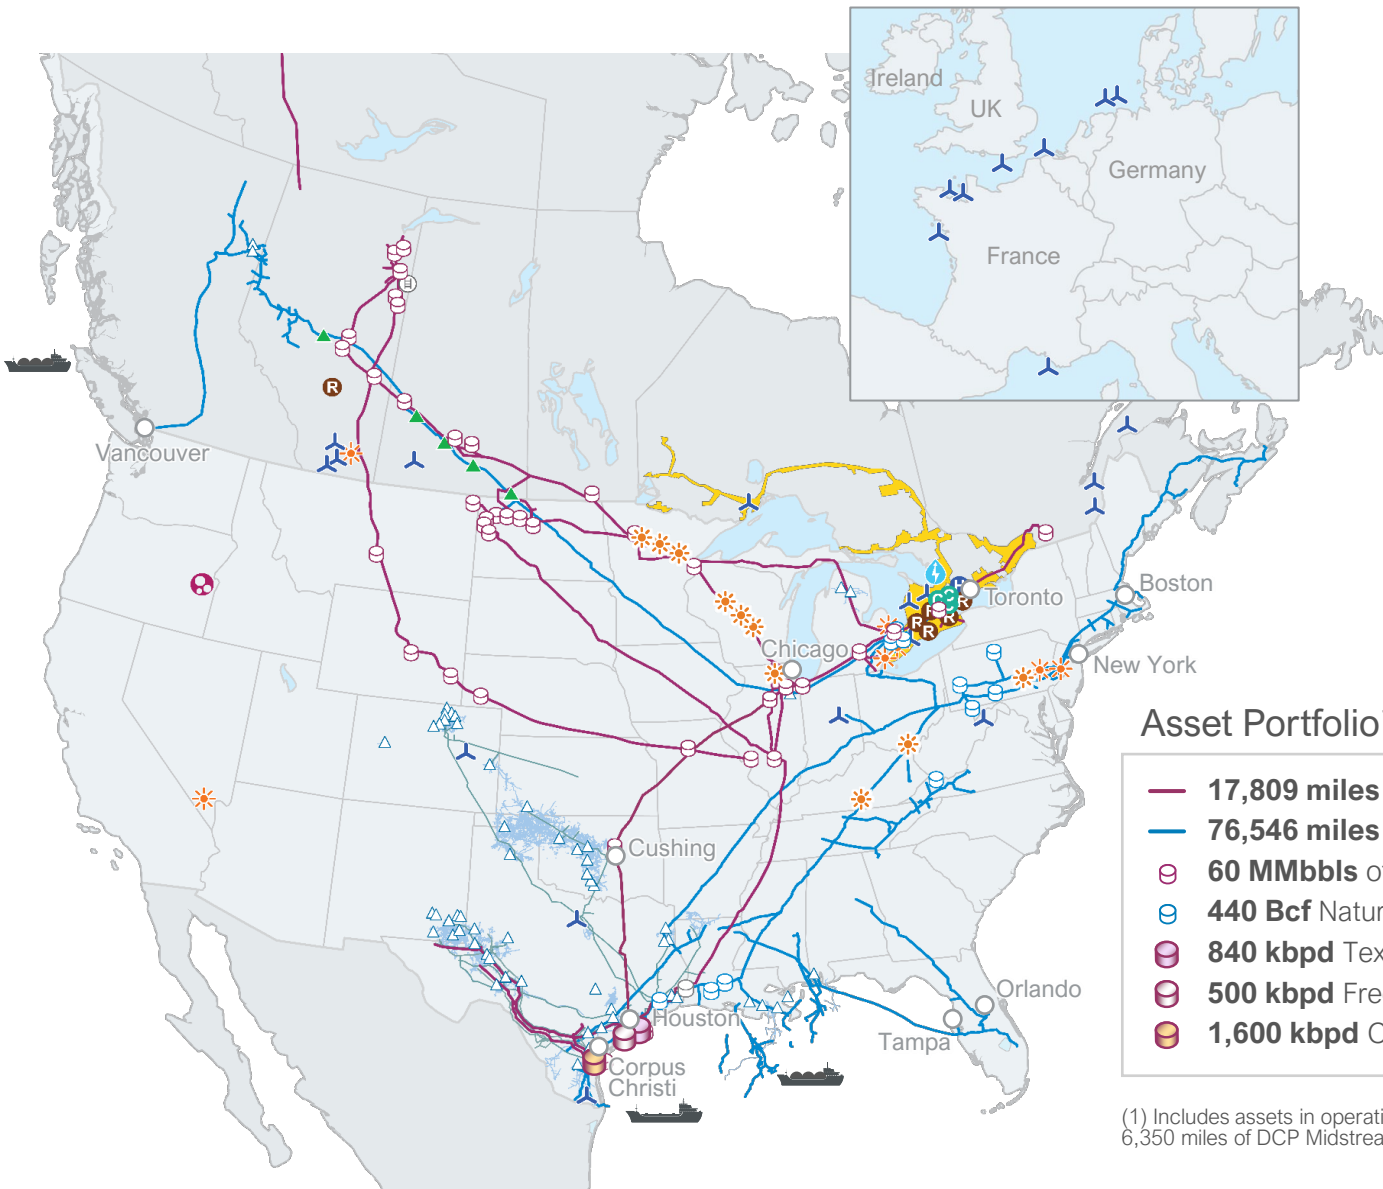 Ireland
UK
Germany
France
Vancouver
R
Boston
Toronto
R
R
R
Chicago
New York
Asset Portfolio
17,809 miles
76,546 miles
Cushing
60 MMbbls
440 Bcf Natur
840 kbpd Tex
500 kbpd Fre
1,600 kbpd
Orlando
Houston
Tampa
Corpus
Christi
(1) Includes assets in operati
6,350 miles of DCP Midstrea